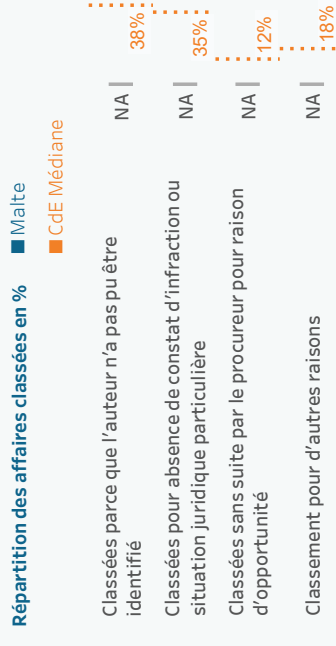 Répartition des affaires classées en %
Malte
CdE Médiane
Classées parce que l'auteur n'a pas pu être
identifié
NA
38%
Classées pour absence de constat d'infraction ou
situation juridique particulière
NA
35%
Classées sans suite par le procureur pour raison
d'opportunité
NA
12%
Classement pour d'autres raisons
NA
18%